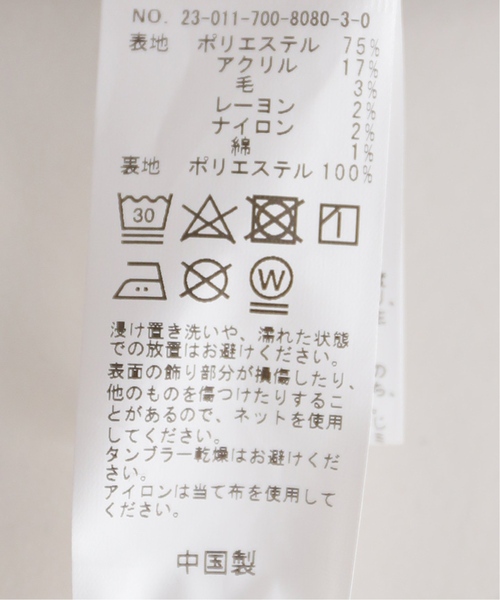 NO. 23-011-700-8080-3-0
表地 ポリエステル 75%
アクリル 17%
毛 3%
レーヨン 2%
ナイロン 2%
綿 1%
裏地 ポリエステル 100%
30
W
浸け置き洗いや、濡れた状態
での放置はお避けください。
表面の飾り部分が損傷したり、
他のものを傷つけたりするこ
とがあるので、ネットを使用
してください。
タンブラー乾燥はお避けくだ
さい。
アイロンは当て布を使用して
ください。
中国製